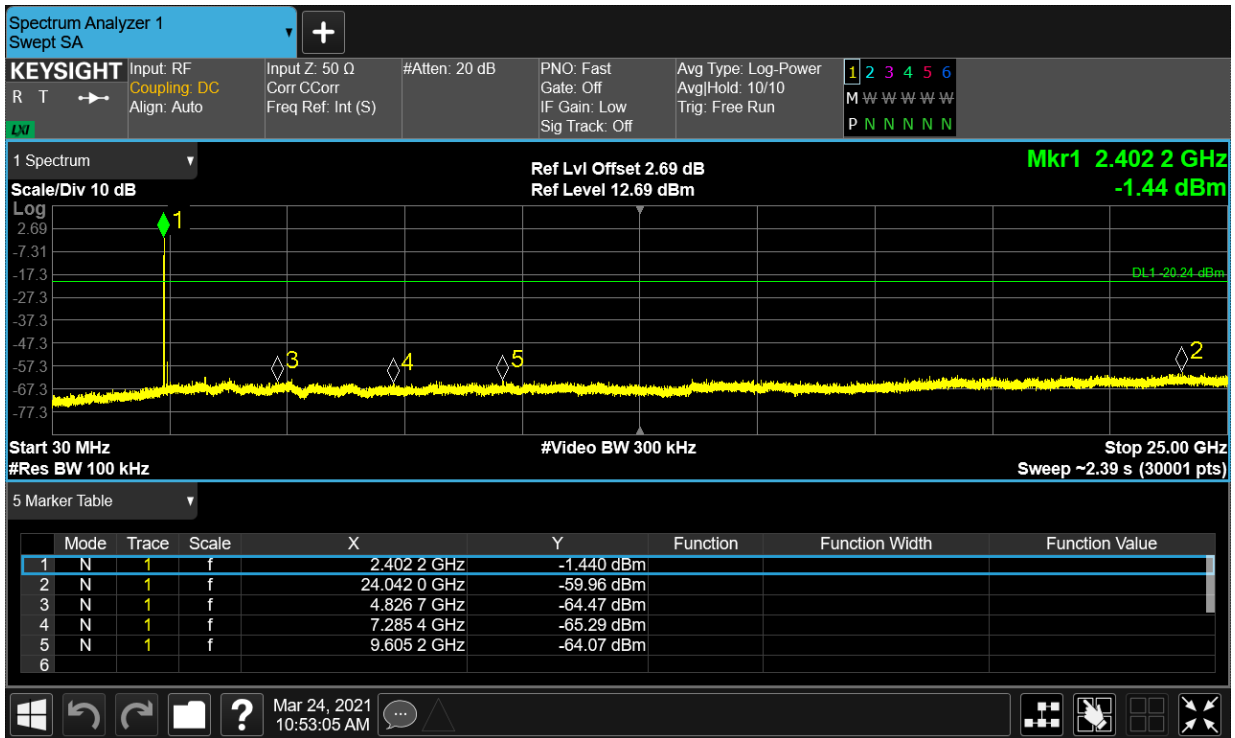 Spectrum Analyzer 1
Swept SA
+
KEYSIGHT
R T
LXI
Input: RF
Coupling: DC
Align: Auto
Input Z: 50 Ω
Corr CCorr
Freq Ref: Int (S)
#Atten: 20 dB
PNO: Fast
Gate: Off
IF Gain: Low
Sig Track: Off
Avg Type: Log-Power
Avg|Hold: 10/10
Trig: Free Run
1 2 3 4 5 6
M W W W W W
P N N N N N
1 Spectrum
Scale/Div 10 dB
Ref Lvl Offset 2.69 dB
Ref Level 12.69 dBm
Mkr1 2.402 2 GHz
-1.44 dBm
Log
2.69
-7.31
-17.3
-27.3
-37.3
-47.3
-57.3
-67.3
-77.3
1
DL1 -20.24 dBm
3
4
5
2
Start 30 MHz
#Res BW 100 kHz
#Video BW 300 kHz
Stop 25.00 GHz
Sweep ~2.39 s (30001 pts)
5 Marker Table
Mode Trace Scale X Y Function Function Width Function Value
1 N 1 f 2.402 2 GHz -1.440 dBm
2 N 1 f 24.042 0 GHz -59.96 dBm
3 N 1 f 4.826 7 GHz -64.47 dBm
4 N 1 f 7.285 4 GHz -65.29 dBm
5 N 1 f 9.605 2 GHz -64.07 dBm
6
?
Mar 24, 2021
10:53:05 AM